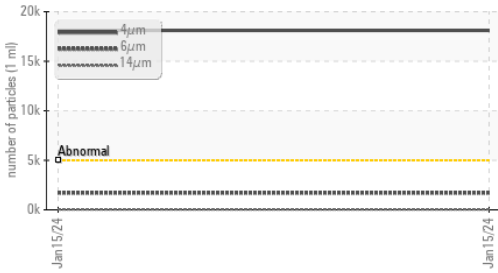 20k
4µm
6µm
14µm
15k
10k
Abnormal
5k
0k
number of particles (1 ml)
Jan15/24
Jan15/24